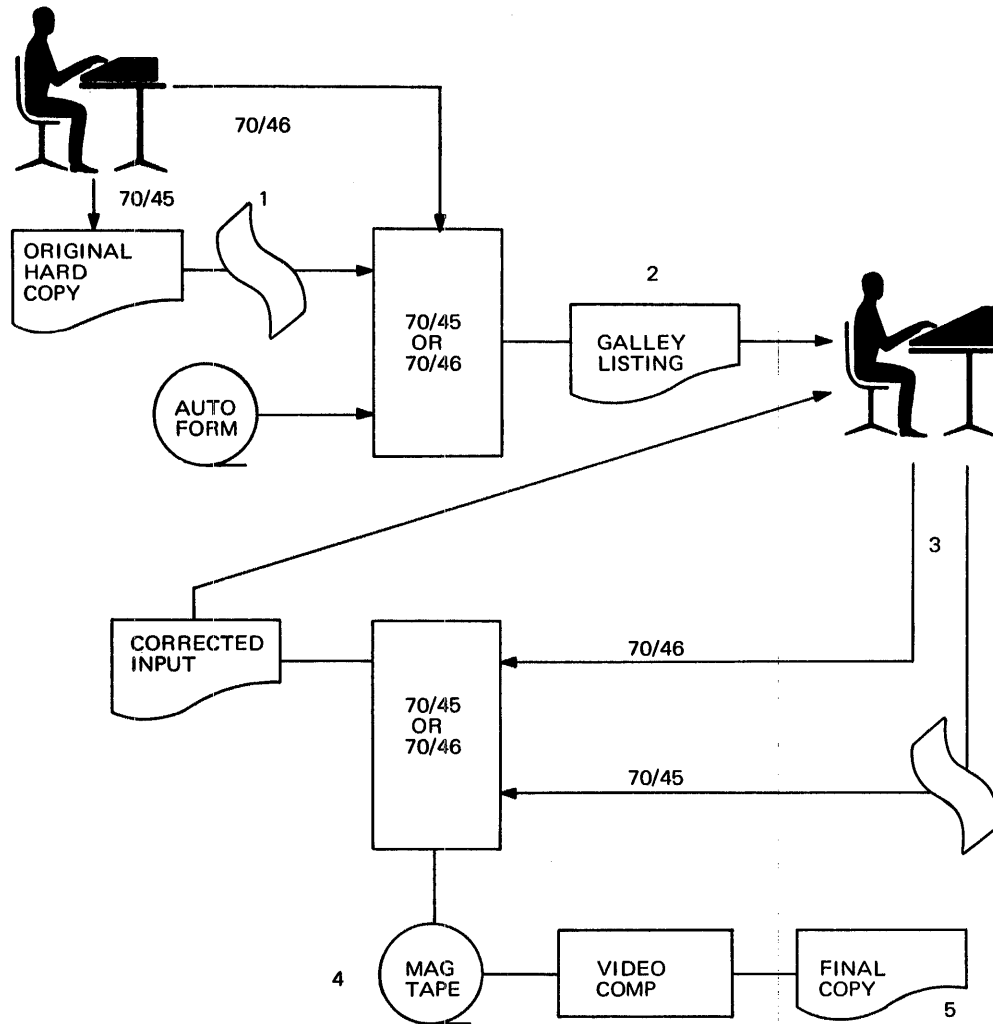 70/46
70/45
1
ORIGINAL
HARD
COPY
2
70/45
OR
70/46
GALLEY
LISTING
AUTO
FORM
3
CORRECTED
INPUT
70/46
70/45
OR
70/46
70/45
4
MAG
TAPE
VIDEO
COMP
FINAL
COPY
5